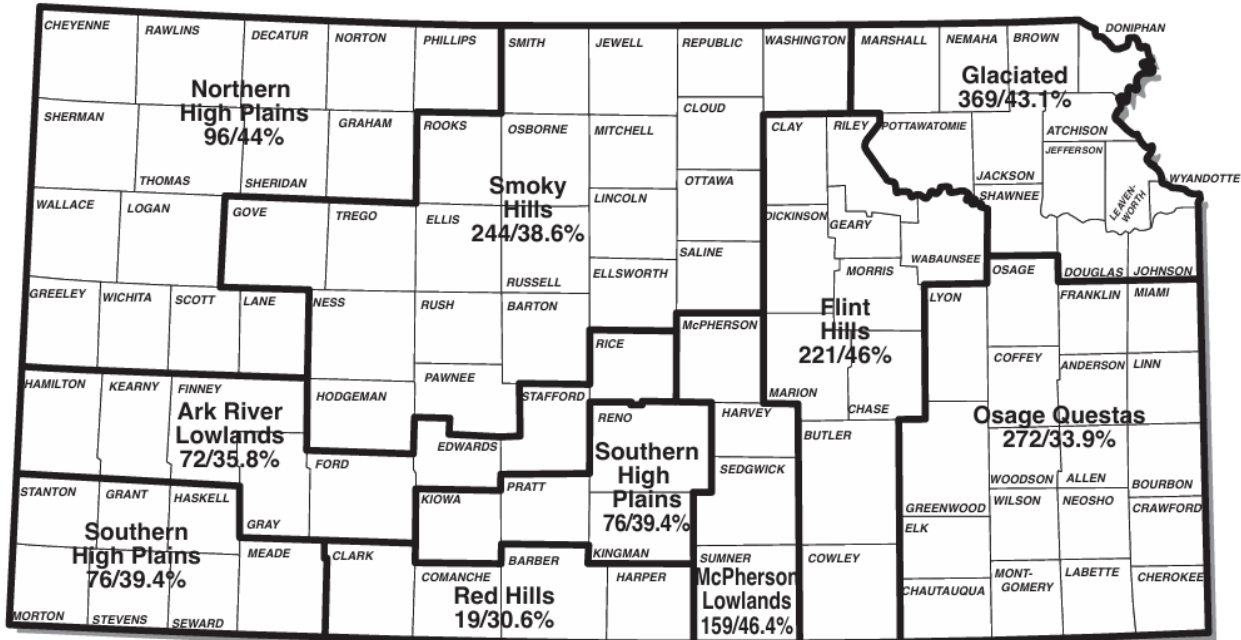 CHEYENNE
RAWLINS
DECATUR
NORTON
PHILLIPS
SMITH
JEWELL
REPUBLIC
WASHINGTON
MARSHALL
NEMAHA
BROWN
DONIPHAN
Northern
High Plains
96/44%
Glaciated
369/43.1%
SHERMAN
THOMAS
SHERIDAN
GRAHAM
ROOKS
OSBORNE
MITCHELL
CLOUD
CLAY
RILEY
POTTAWATOMIE
JACKSON
ATCHISON
JEFFERSON
LEAVEN-
WORTH
WYANDOTTE
SHAWNEE
WALLACE
LOGAN
GOVE
TREGO
ELLIS
RUSSELL
Smoky
Hills
244/38.6%
LINCOLN
OTTAWA
SALINE
ELLSWORTH
DICKINSON
GEARY
MORRIS
WABAUNSEE
OSAGE
DOUGLAS
JOHNSON
GREELEY
WICHITA
SCOTT
LANE
NESS
RUSH
BARTON
RICE
McPHERSON
Flint
Hills
221/46%
MARION
CHASE
LYON
COFFEY
FRANKLIN
MIAMI
ANDERSON
LINN
HAMILTON
KEARNY
FINNEY
Ark River
Lowlands
72/35.8%
HODGEMAN
PAWNEE
STAFFORD
EDWARDS
RENO
HARVEY
SEDGWICK
BUTLER
Osage Questas
272/33.9%
GREENWOOD
WOODSON
ALLEN
BOURBON
STANTON
GRANT
HASKELL
GRAY
FORD
KIOWA
PRATT
Southern
High
Plains
76/39.4%
KINGMAN
ELK
WILSON
NEOSHO
CRAWFORD
Southern
High Plains
76/39.4%
MORTON
STEVENS
SEWARD
MEADE
CLARK
COMANCHE
BARBER
HARPER
Red Hills
19/30.6%
SUMNER
McPherson
Lowlands
159/46.4%
COWLEY
CHAUTAUQUA
MONT-
GOMERY
LABETTE
CHEROKEE